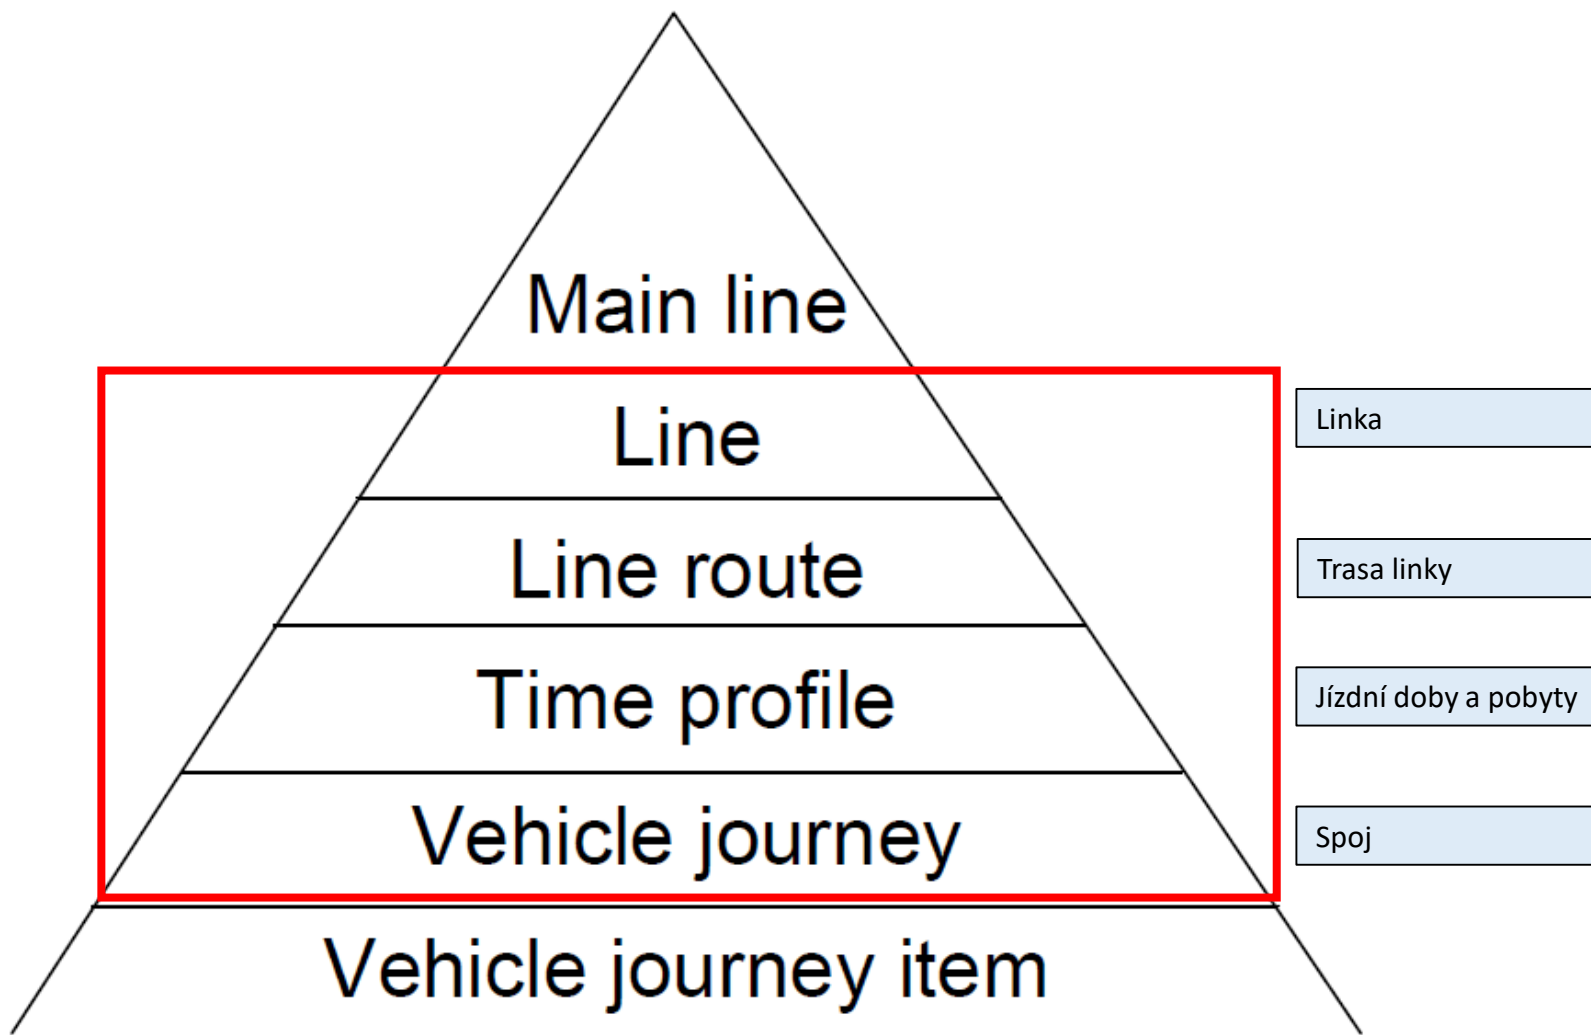 Main line
Line
Linka
Line route
Trasa linky
Time profile
Jízdní doby a pobyty
Vehicle journey
Spoj
Vehicle journey item